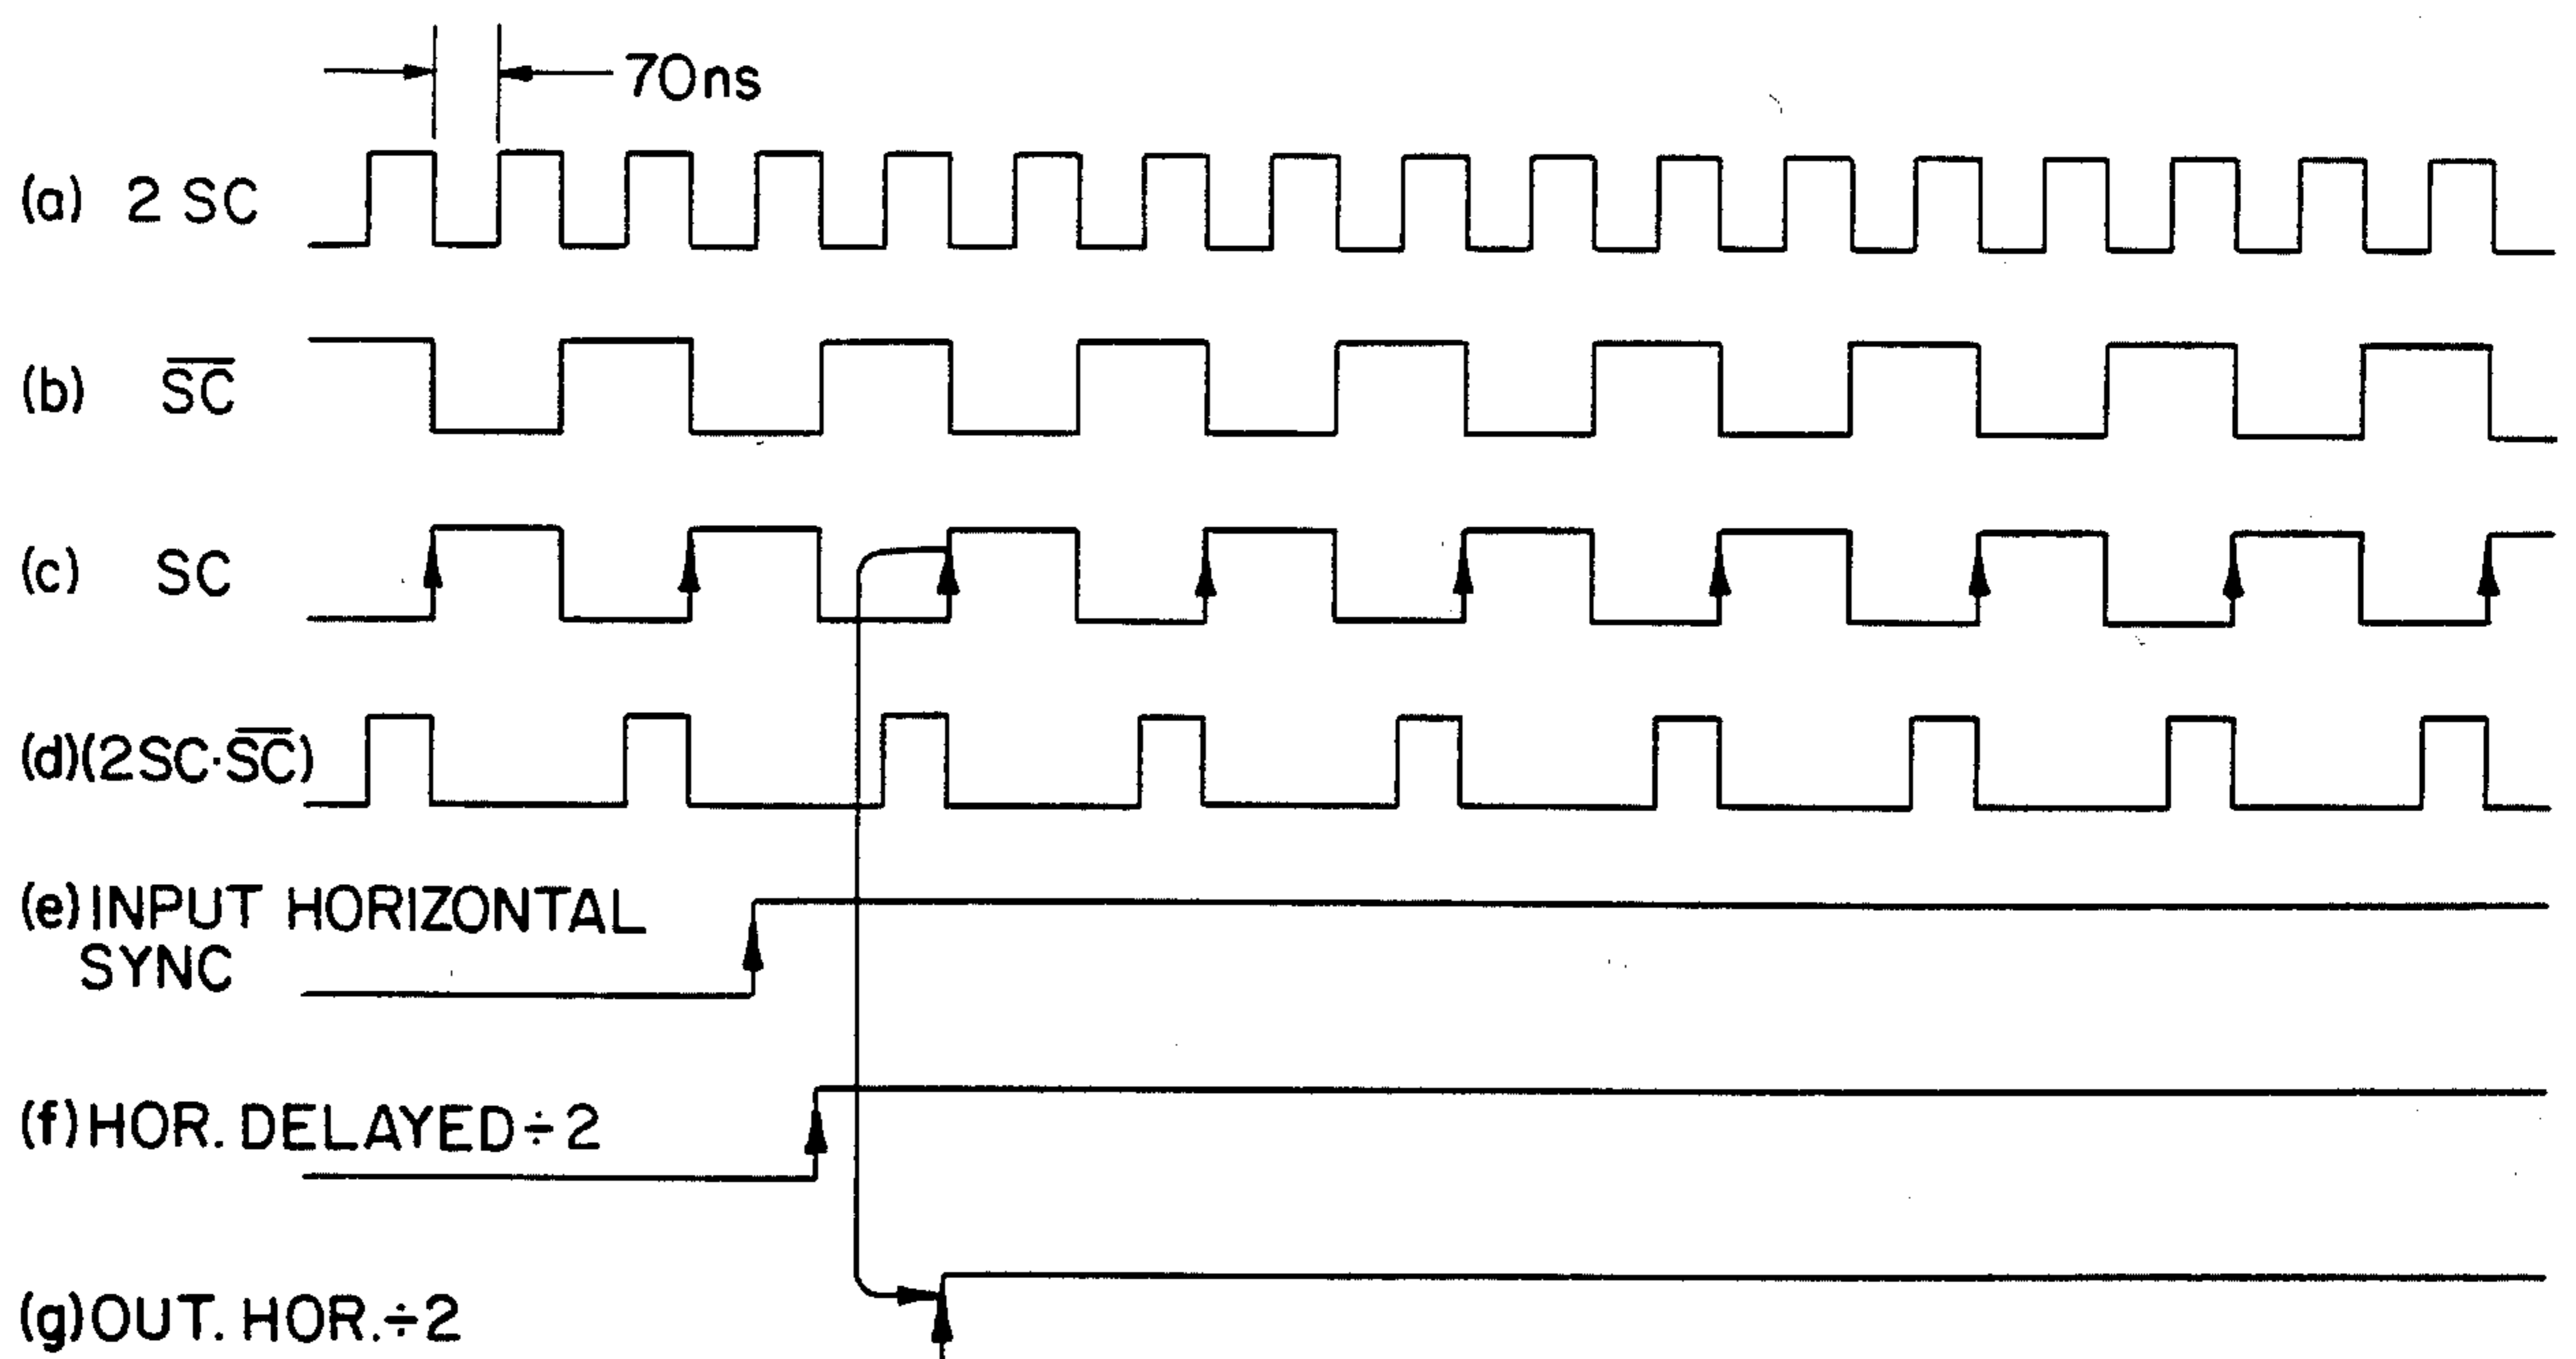 70ns
(a) 2 SC
(b) S̅C̅
(c) SC
(d)(2SC·S̅C̅)
(e) INPUT HORIZONTAL
SYNC
(f) HOR. DELAYED÷2
(g) OUT. HOR.÷2